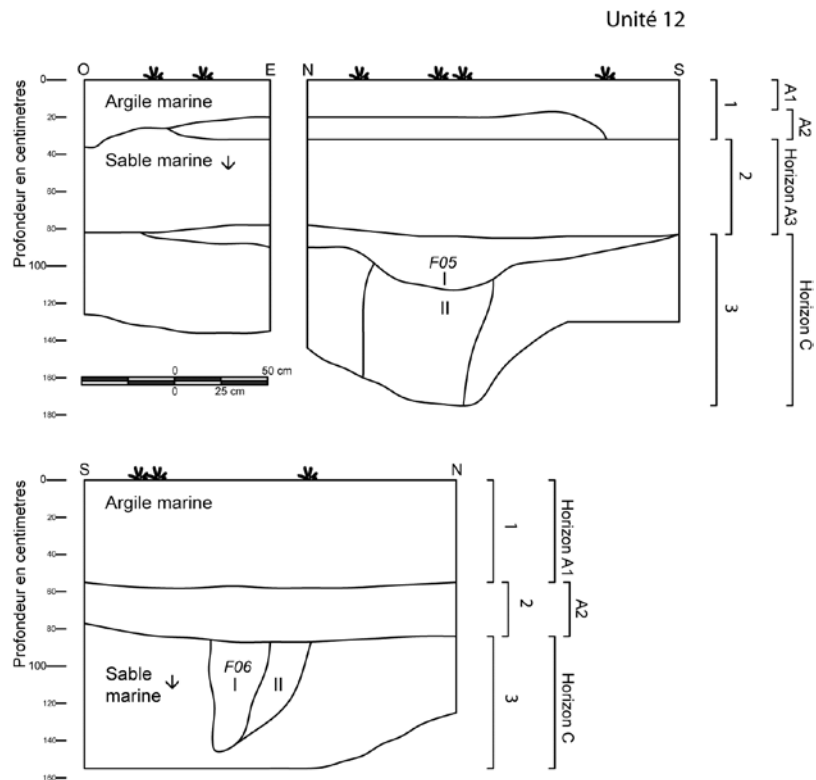 Unité 12
O
E
N
S
Profondeur en centimetres
0
20
40
60
80
100
120
140
160
180
Argile marine
Sable marine
F05
I
II
1
2
3
A1
A2
Horizon A3
Horizon C
0
50 cm
0
25 cm
S
N
Profondeur en centimetres
0
20
40
60
80
100
120
140
160
Argile marine
Sable
marine
F06
I
II
1
2
3
Horizon A1
A2
Horizon C